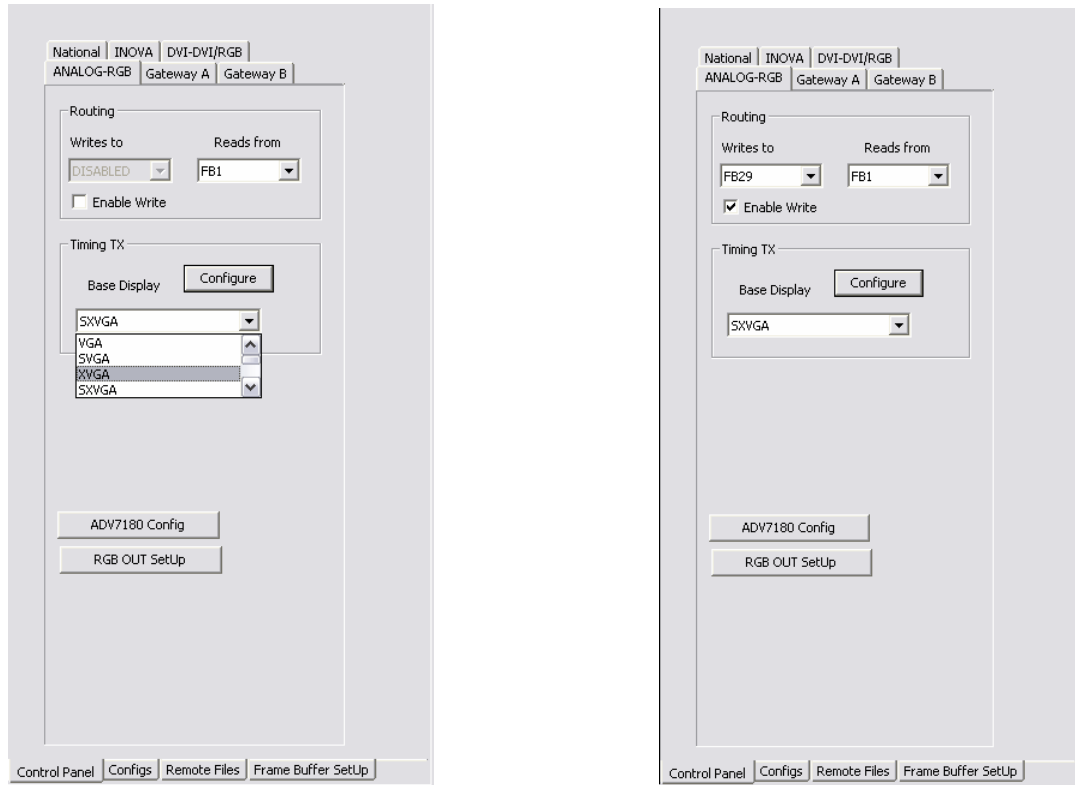 National INOVA DVI-DVI/RGB
ANALOG-RGB Gateway A Gateway B
Routing
Writes to Reads from
DISABLED FB1
Enable Write
Timing TX
Base Display Configure
SXVGA
VGA
SVGA
XVGA
SXVGA
ADV7180 Config
RGB OUT SetUp
Control Panel Configs Remote Files Frame Buffer SetUp
National INOVA DVI-DVI/RGB
ANALOG-RGB Gateway A Gateway B
Routing
Writes to Reads from
FB29 FB1
Enable Write
Timing TX
Base Display Configure
SXVGA
ADV7180 Config
RGB OUT SetUp
Control Panel Configs Remote Files Frame Buffer SetUp